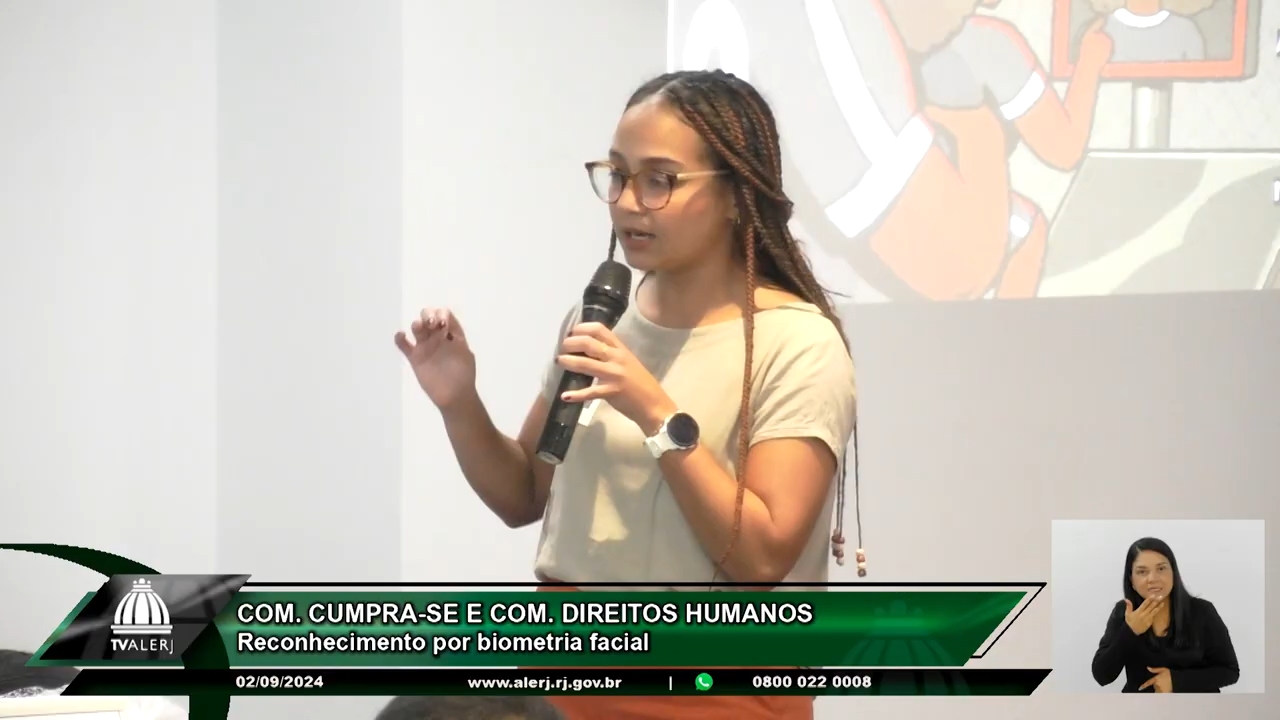 COM. CUMPRA-SE E COM. DIREITOS HUMANOS
Reconhecimento por biometria facial
TVALERJ
02/09/2024 www.alerj.rj.gov.br | 0800 022 0008